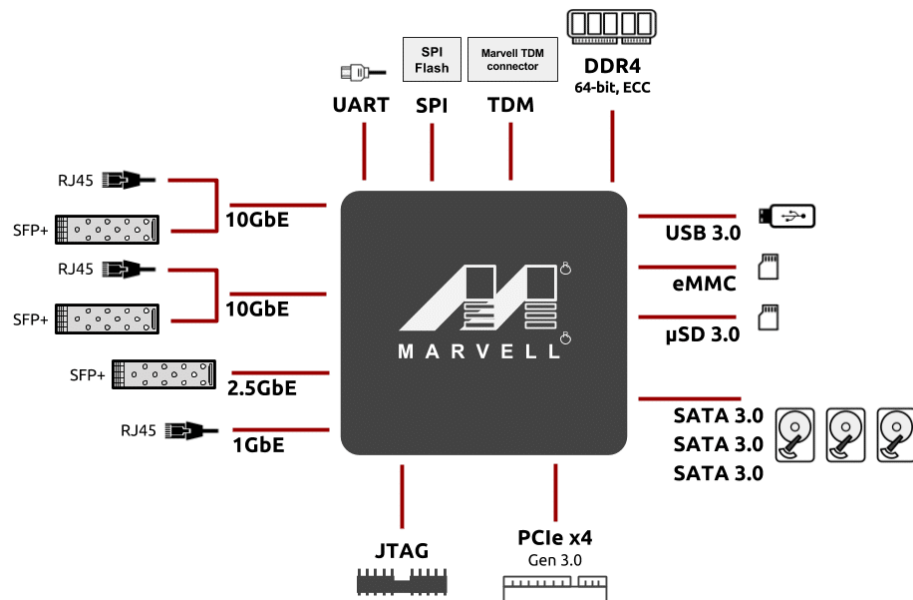 SPI
Flash
Marvell TDM
connector
UART
SPI
TDM
DDR4
64-bit, ECC
RJ45
SFP+
10GbE
RJ45
SFP+
10GbE
SFP+
2.5GbE
RJ45
1GbE
MARVELL
USB 3.0
eMMC
µSD 3.0
SATA 3.0
SATA 3.0
SATA 3.0
JTAG
PCIe x4
Gen 3.0